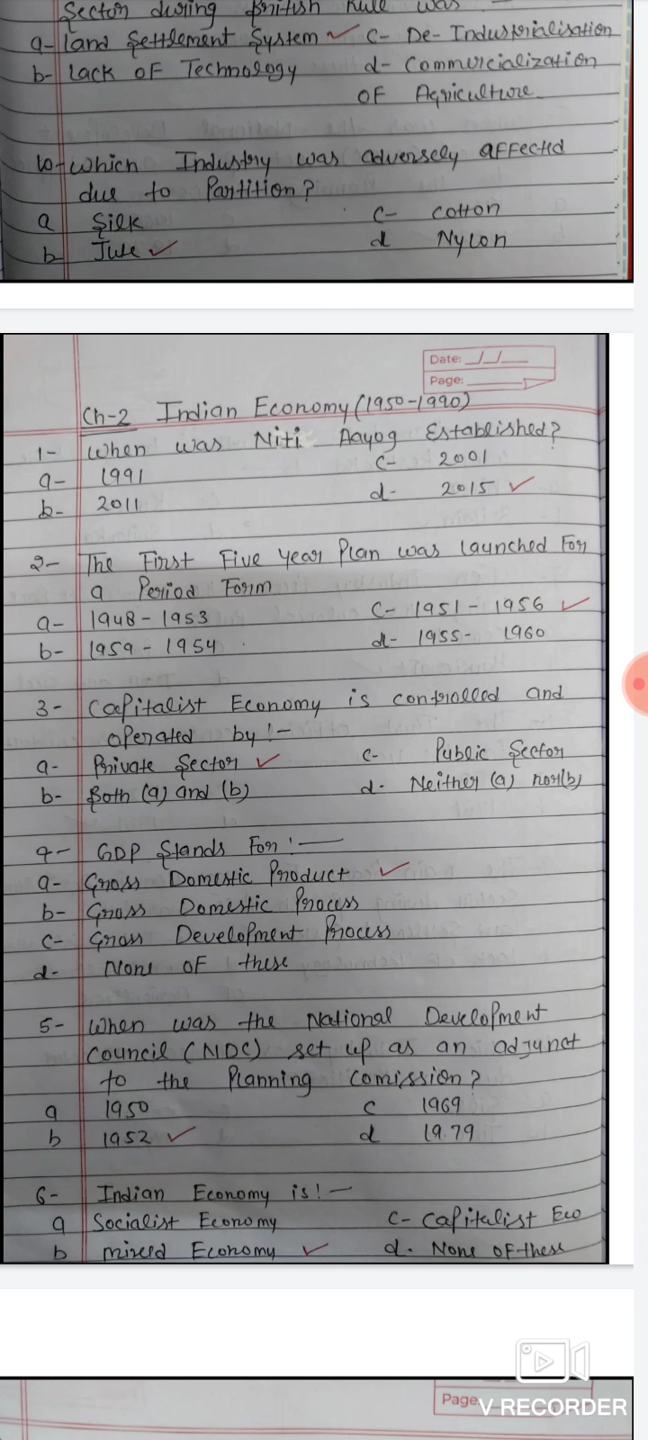 Sector during British Rule was
a- land Settlement System ✓ c- De-Industrialisation
b- lack of Technology d- Commercialization
of Agriculture
10- which Industry was adversely affected
due to Partition?
a Silk c- cotton
b Jute ✓ d Nylon
Date: __/__/__
Page:
Ch-2 Indian Economy (1950-1990)
1- When was Niti Aayog Established?
a- 1991 c- 2001
b- 2011 d- 2015 ✓
2- The First Five year Plan was launched For
a Period Form
a- 1948 - 1953 c- 1951 - 1956 ✓
b- 1959 - 1954 d- 1955 - 1960
3- Capitalist Economy is controlled and
operated by :-
a- Private Sector ✓ c- Public Sector
b- Both (a) and (b) d- Neither (a) nor (b)
4- GDP Stands For :-
a- Gross Domestic Product ✓
b- Gross Domestic Process
c- Gross Development Process
d- None of these
5- When was the National Development
Council (NDC) set up as an adjunct
to the Planning Comission?
a 1950 c 1969
b 1952 ✓ d 19.79
6- Indian Economy is :-
a Socialist Economy c- Capitalist Eco
b mixed Economy ✓ d. None of these
Page
V RECORDER